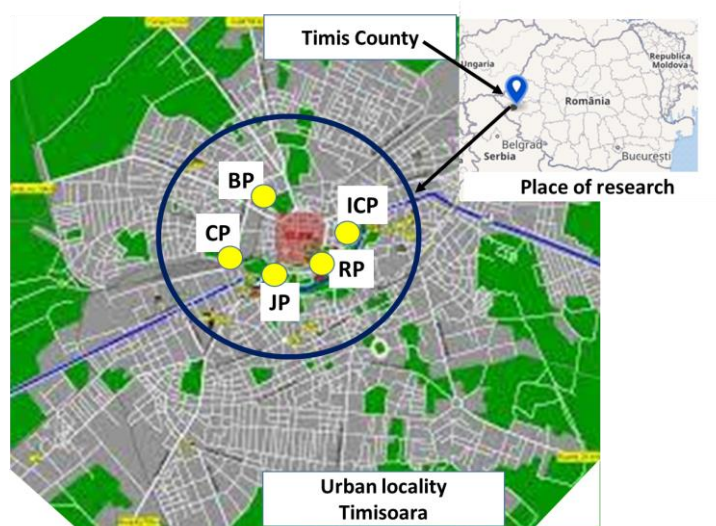 Timis County
Ungaria
Republica
Moldova
România
Belgrad
Serbia
București
Place of research
BP
ICP
CP
RP
JP
Urban locality
Timisoara